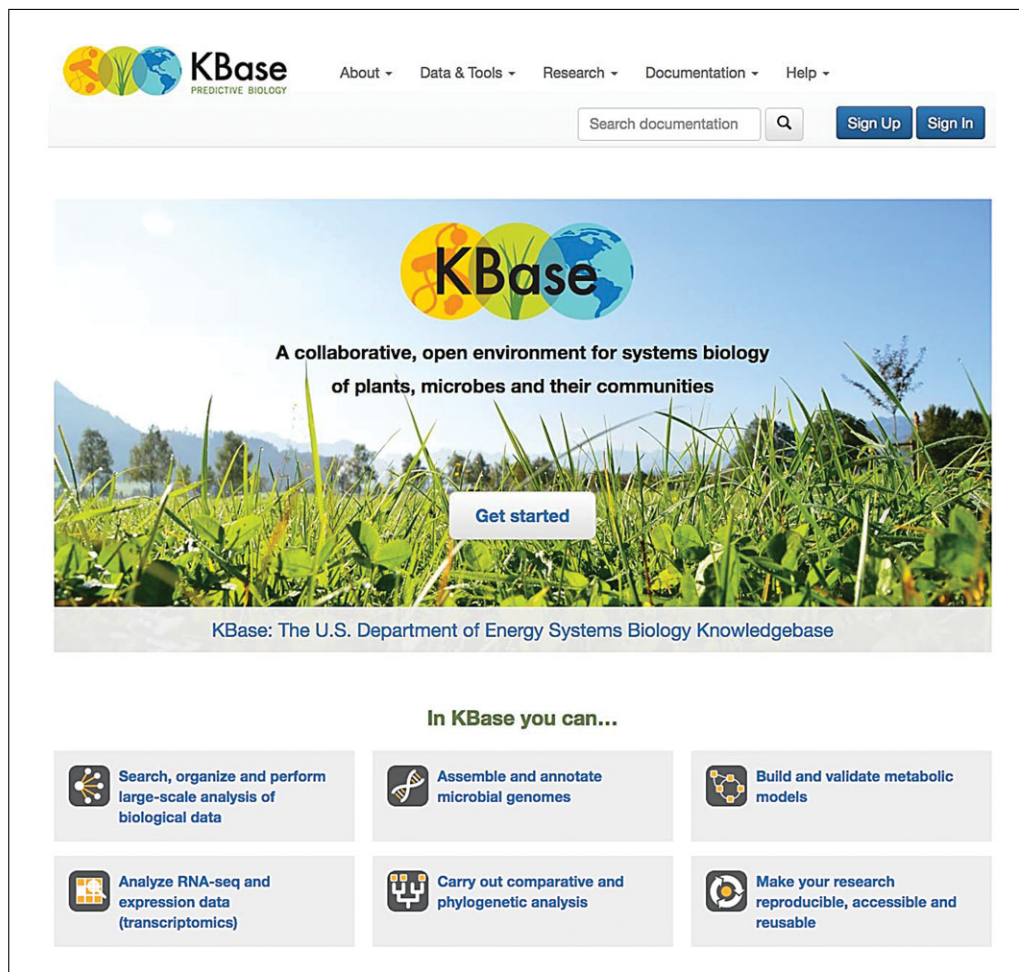 KBase
PREDICTIVE BIOLOGY
About
Data & Tools
Research
Documentation
Help
Search documentation
Sign Up
Sign In
KBase
A collaborative, open environment for systems biology
of plants, microbes and their communities
Get started
KBase: The U.S. Department of Energy Systems Biology Knowledgebase
In KBase you can...
Search, organize and perform
large-scale analysis of
biological data
Assemble and annotate
microbial genomes
Build and validate metabolic
models
Analyze RNA-seq and
expression data
(transcriptomics)
Carry out comparative and
phylogenetic analysis
Make your research
reproducible, accessible and
reusable